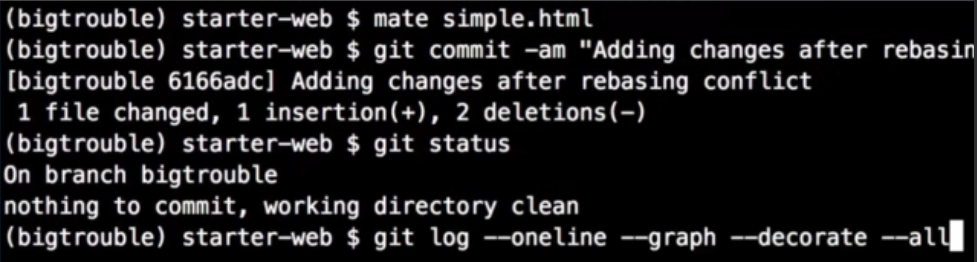 (bigtrouble) starter-web $ mate simple.html
(bigtrouble) starter-web $ git commit -am "Adding changes after rebasin
[bigtrouble 6166adc] Adding changes after rebasing conflict
 1 file changed, 1 insertion(+), 2 deletions(-)
(bigtrouble) starter-web $ git status
On branch bigtrouble
nothing to commit, working directory clean
(bigtrouble) starter-web $ git log --oneline --graph --decorate --all